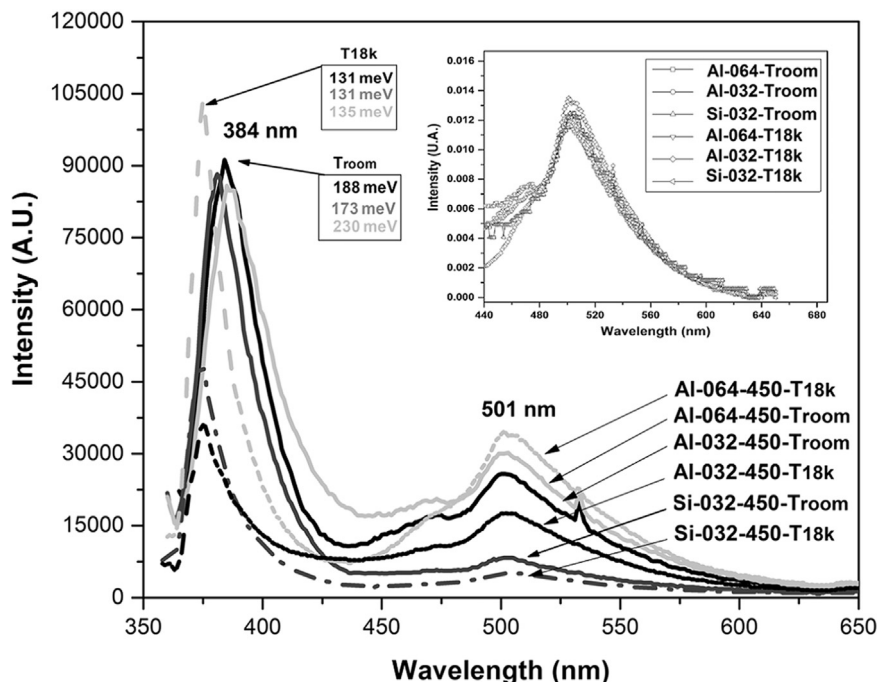 120000
105000
90000
75000
60000
45000
30000
15000
0
Intensity (A.U.)
350
400
450
500
550
600
650
Wavelength (nm)
T18k
131 meV
131 meV
135 meV
384 nm
Troom
188 meV
173 meV
230 meV
501 nm
Al-064-450-T18k
Al-064-450-Troom
Al-032-450-Troom
Al-032-450-T18k
Si-032-450-Troom
Si-032-450-T18k
0.016
0.014
0.012
0.010
0.008
0.006
0.004
0.002
0.000
Intensity (U.A.)
440
480
520
560
600
640
680
Wavelength (nm)
Al-064-Troom
Al-032-Troom
Si-032-Troom
Al-064-T18k
Al-032-T18k
Si-032-T18k